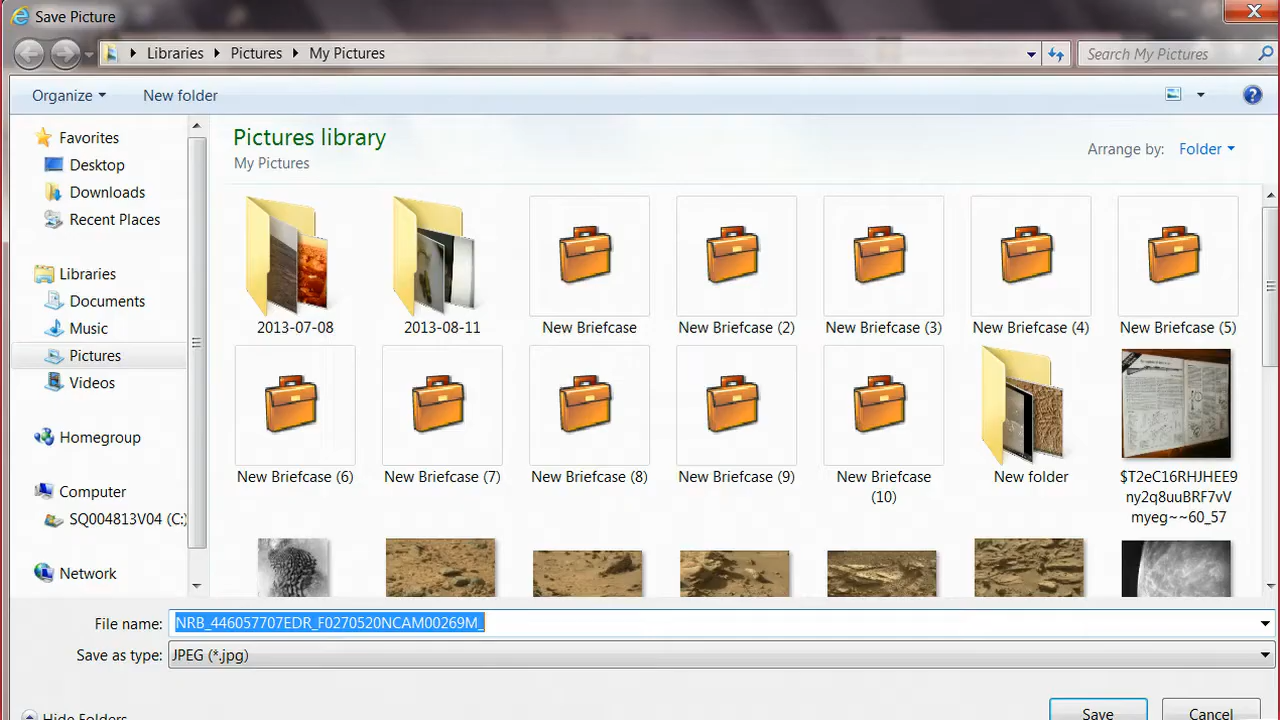 Save Picture
Libraries Pictures My Pictures
Search My Pictures
Organize New folder
Favorites
Desktop
Downloads
Recent Places
Libraries
Documents
Music
Pictures
Videos
Homegroup
Computer
SQ004813V04 (C:)
Network
Pictures library
My Pictures
Arrange by: Folder
2013-07-08
2013-08-11
New Briefcase
New Briefcase (2)
New Briefcase (3)
New Briefcase (4)
New Briefcase (5)
New Briefcase (6)
New Briefcase (7)
New Briefcase (8)
New Briefcase (9)
New Briefcase
(10)
New folder
$T2eC16RHJHEE9
ny2q8uuBRF7vV
myeg~~60_57
File name: NRB_446057707EDR_F0270520NCAM00269M_
Save as type: JPEG (*.jpg)
Hide Folders
Save Cancel